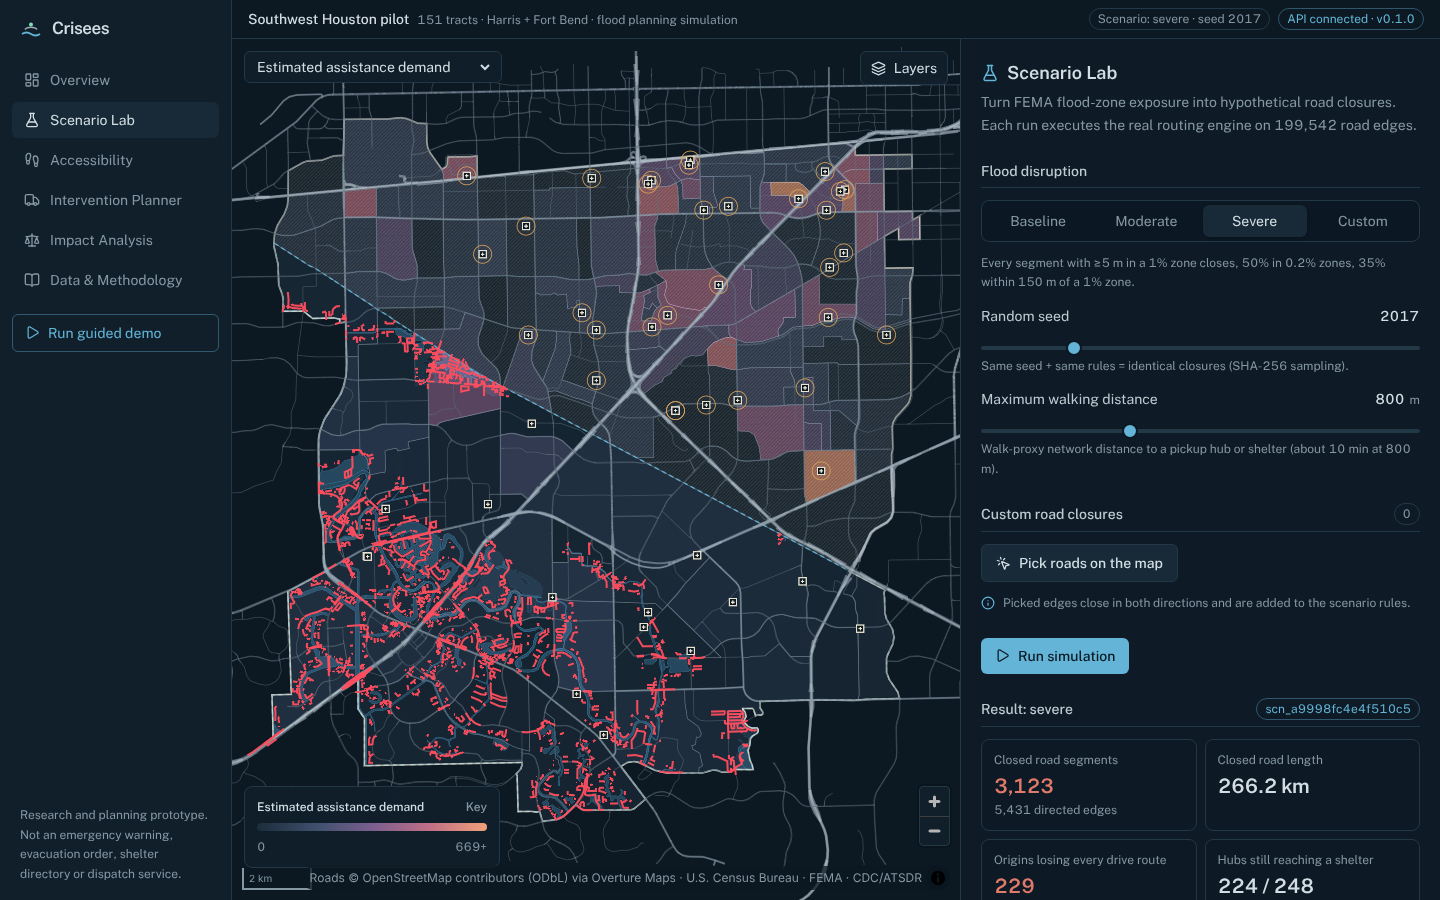 Crisees
Overview
Scenario Lab
Accessibility
Intervention Planner
Impact Analysis
Data & Methodology
Run guided demo
Research and planning prototype.
Not an emergency warning,
evacuation order, shelter
directory or dispatch service.
Southwest Houston pilot
151 tracts · Harris + Fort Bend · flood planning simulation
Scenario: severe · seed 2017
API connected · v0.1.0
Estimated assistance demand
Layers
Estimated assistance demand
Key
0
669+
2 km
Roads © OpenStreetMap contributors (ODbL) via Overture Maps · U.S. Census Bureau · FEMA · CDC/ATSDR
Scenario Lab
Turn FEMA flood-zone exposure into hypothetical road closures.
Each run executes the real routing engine on 199,542 road edges.
Flood disruption
Baseline
Moderate
Severe
Custom
Every segment with ≥5 m in a 1% zone closes, 50% in 0.2% zones, 35%
within 150 m of a 1% zone.
Random seed
2017
Same seed + same rules = identical closures (SHA-256 sampling).
Maximum walking distance
800 m
Walk-proxy network distance to a pickup hub or shelter (about 10 min at 800
m).
Custom road closures
0
Pick roads on the map
Picked edges close in both directions and are added to the scenario rules.
Run simulation
Result: severe
scn_a9998fc4e4f510c5
Closed road segments
3,123
5,431 directed edges
Closed road length
266.2 km
Origins losing every drive route
229
Hubs still reaching a shelter
224 / 248